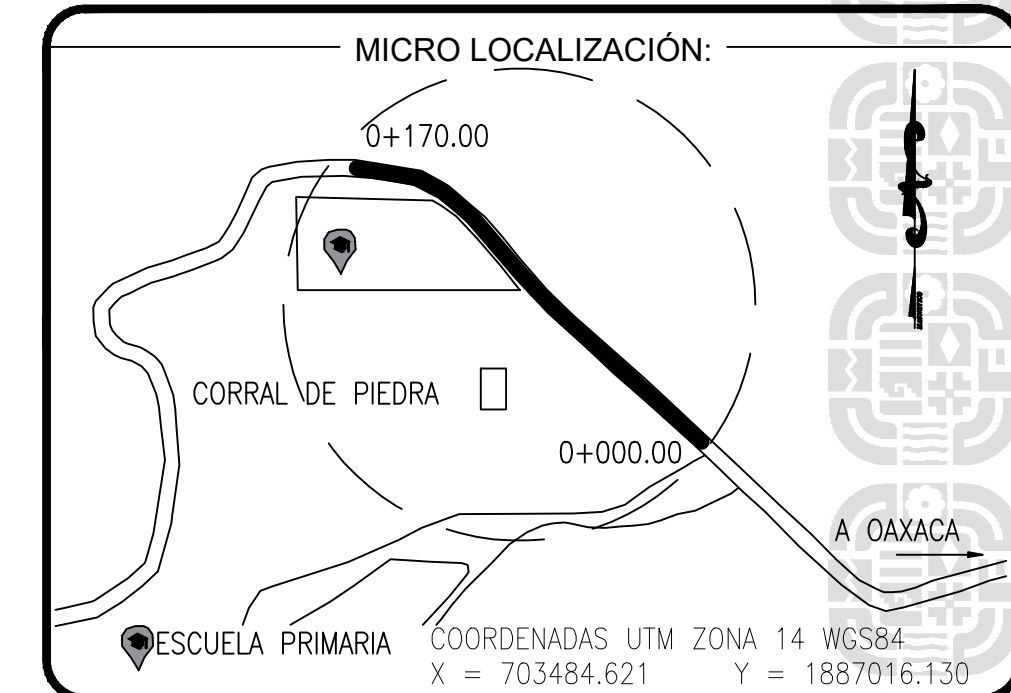 MICRO LOCALIZACIÓN:
0+170.00
CORRAL DE PIEDRA
0+000.00
A OAXACA
ESCUELA PRIMARIA
COORDENADAS UTM ZONA 14 WGS84
X = 703484.621 Y = 1887016.130